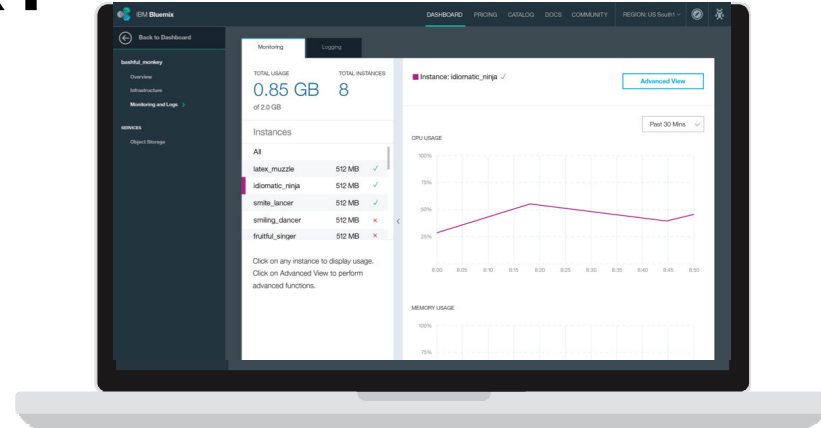 IBM Bluemix
DASHBOARD PRICING CATALOG DOCS COMMUNITY REGION: US South1
Back to Dashboard
bashful_monkey
Overview
Infrastructure
Monitoring and Logs >
SERVICES
Object Storage
Monitoring Logging
TOTAL USAGE TOTAL INSTANCES
0.85 GB 8
of 2.0 GB
Instances
All
latex_muzzle 512 MB ✓
idiomatic_ninja 512 MB ✓
smite_lancer 512 MB ✓
smiling_dancer 512 MB ×
fruitful_singer 512 MB ×
Click on any instance to display usage.
Click on Advanced View to perform
advanced functions.
Instance: idiomatic_ninja ✓
Advanced View
Past 30 Mins
CPU USAGE
100%
75%
50%
25%
8:00 8:05 8:10 8:15 8:20 8:25 8:30 8:35 8:40 8:45 8:50
MEMORY USAGE
100%
75%